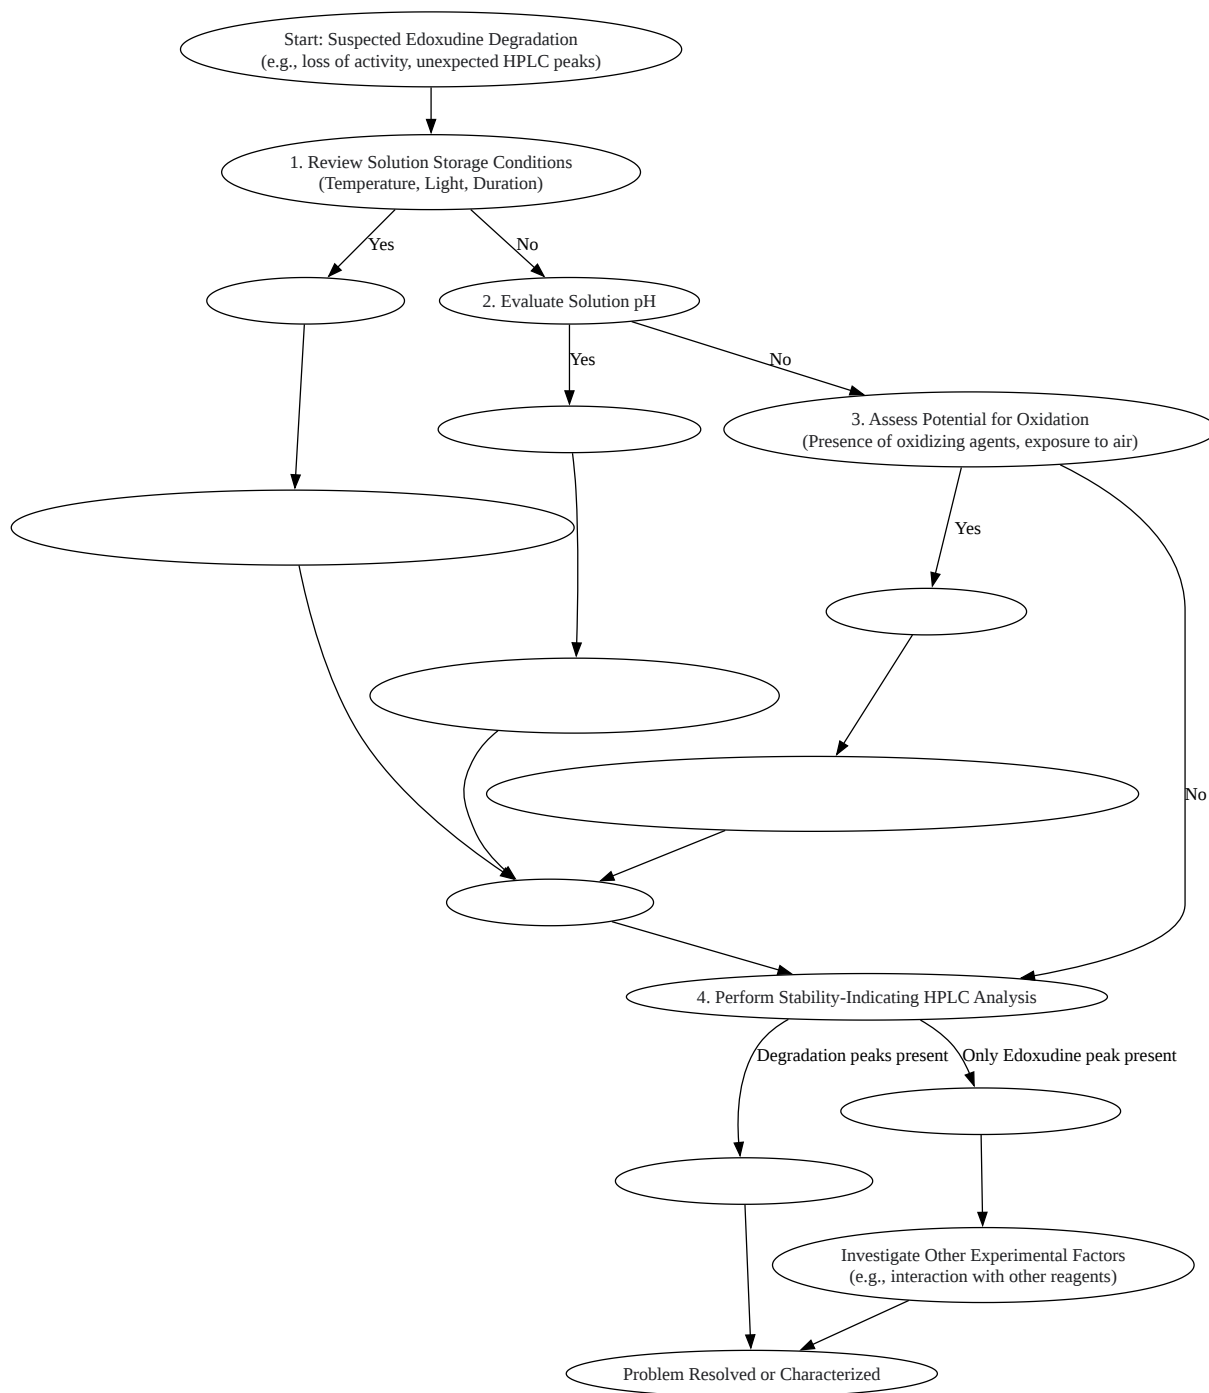 Start: Suspected Edoxudine Degradation
(e.g., loss of activity, unexpected HPLC peaks)
1. Review Solution Storage Conditions
(Temperature, Light, Duration)
Yes
No
2. Evaluate Solution pH
Yes
No
3. Assess Potential for Oxidation
(Presence of oxidizing agents, exposure to air)
Yes
No
4. Perform Stability-Indicating HPLC Analysis
Degradation peaks present
Only Edoxudine peak present
Investigate Other Experimental Factors
(e.g., interaction with other reagents)
Problem Resolved or Characterized